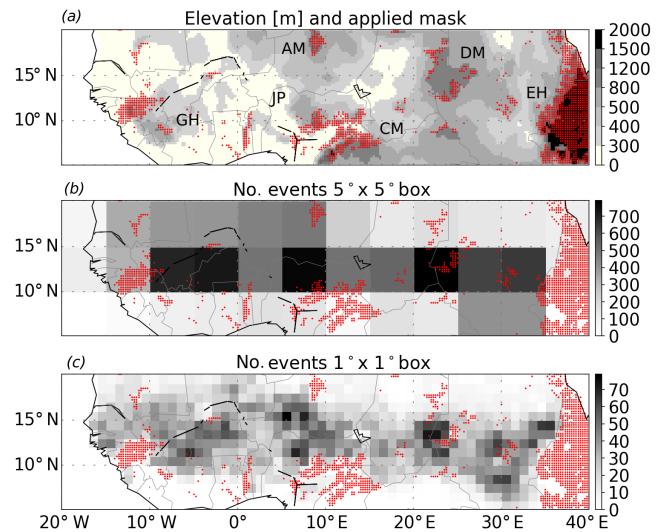 (a) Elevation [m] and applied mask
2000
AM
DM
1500
15° N
1200
JP
EH
800
10° N
GH
CM
500
300
0
(b) No. events 5° x 5° box
700
600
15° N
500
400
300
10° N
200
100
0
(c) No. events 1° x 1° box
70
60
15° N
50
40
30
10° N
20
10
0
20° W 10° W 0° 10° E 20° E 30° E 40° E